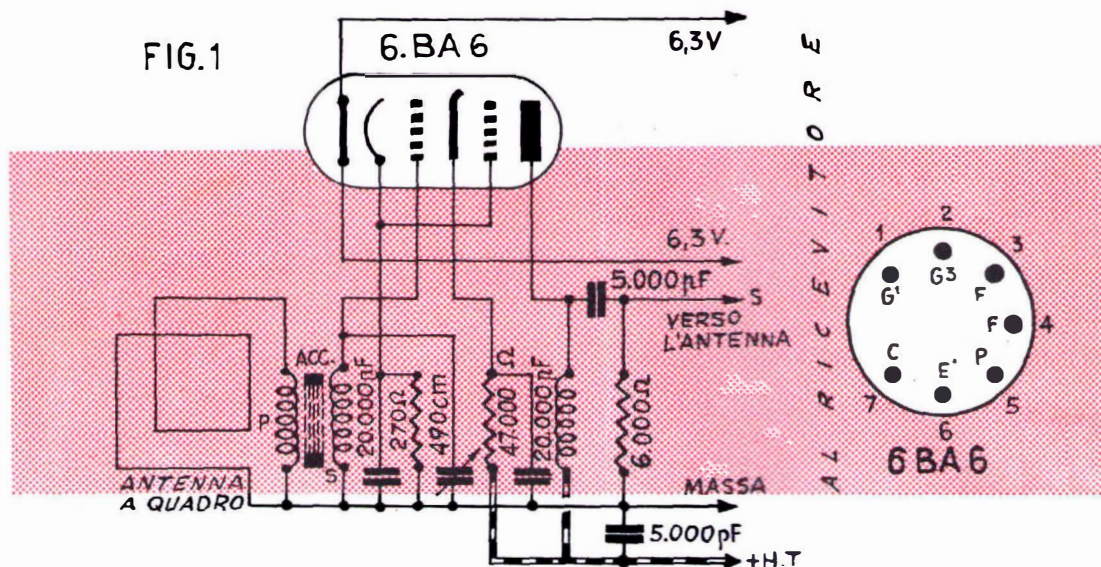 FIG.1
6.BA6
6,3V
6,3V.
5.000pF
S
VERSO
L'ANTENNA
ACC.
P
S
20.000pF
270Ω
490cm
47.000 Ω
20.000pF
6.000Ω
ANTENNA
A QUADRO
MASSA
5.000pF
+H.T
AL RICEVITORE
1
2
3
4
5
6
7
G¹
G3
F
F
P
E.
C
6BA6